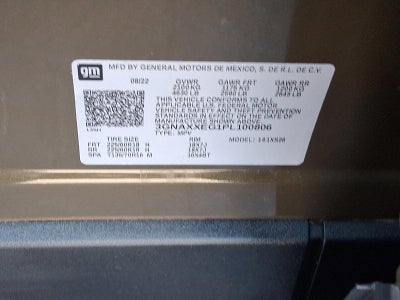 gm
MFD BY GENERAL MOTORS DE MEXICO, S. DE R.L. DE C.V.
08/22 GVWR GAWR FRT GAWR RR
2100 KG 1175 KG 1200 KG
4630 LB 2590 LB 2645 LB
THIS VEHICLE CONFORMS TO ALL
APPLICABLE U.S. FEDERAL MOTOR
VEHICLE SAFETY AND THEFT PREVENTION
STANDARDS IN EFFECT ON THE DATE OF
MANUFACTURE SHOWN ABOVE.
3GNAXXEG1PL100806
TYPE: MPV MODEL: 1XX26
TIRE SIZE RIM
FRT 225/60R18 H 18X7J
RR 225/60R18 H 18X7J
SPA T135/70R16 M 16X4BT